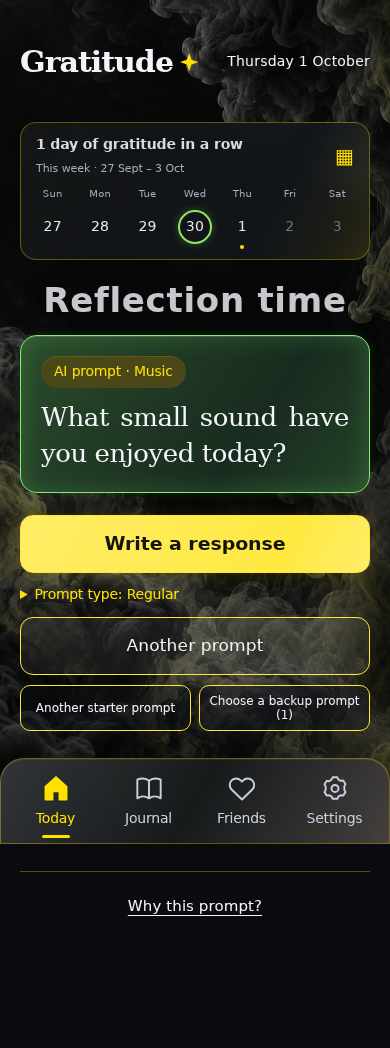 Gratitude
Thursday 1 October
1 day of gratitude in a row
This week · 27 Sept – 3 Oct
Sun Mon Tue Wed Thu Fri Sat
27 28 29 30 1 2 3
Reflection time
AI prompt · Music
What small sound have
you enjoyed today?
Write a response
Prompt type: Regular
Another prompt
Another starter prompt
Choose a backup prompt
(1)
Today Journal Friends Settings
Why this prompt?